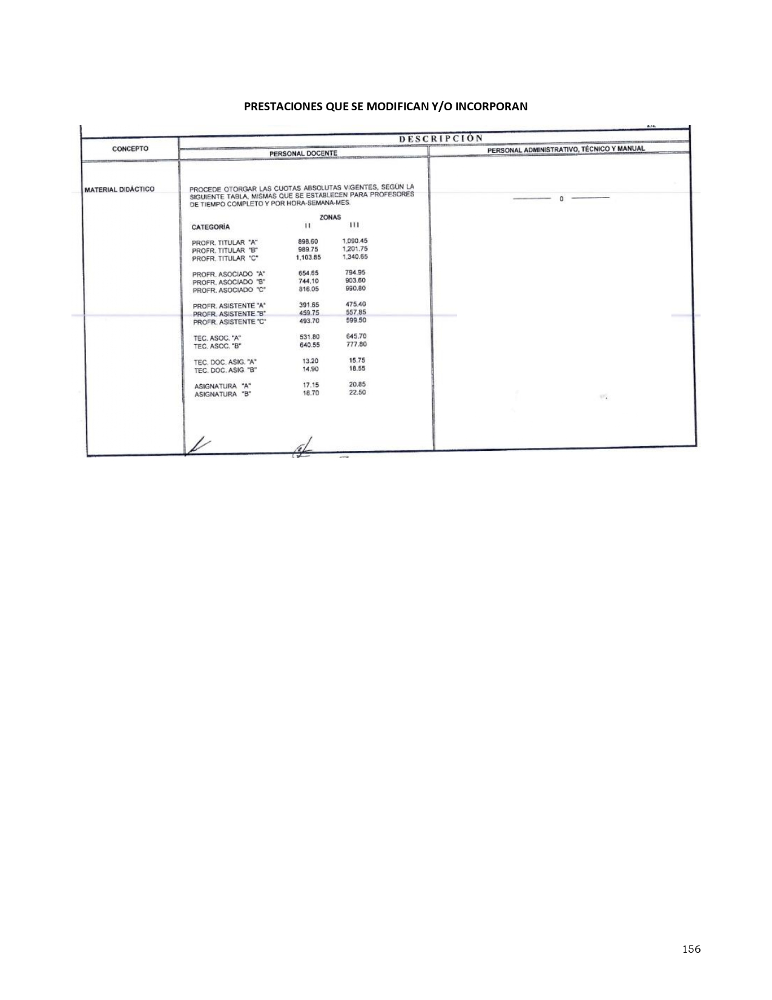 PRESTACIONES QUE SE MODIFICAN Y/O INCORPORAN
DESCRIPCIÓN
CONCEPTO
PERSONAL DOCENTE
PERSONAL ADMINISTRATIVO, TÉCNICO Y MANUAL
MATERIAL DIDÁCTICO
PROCEDE OTORGAR LAS CUOTAS ABSOLUTAS VIGENTES, SEGÚN LA
SIGUIENTE TABLA, MISMAS QUE SE ESTABLECEN PARA PROFESORES
DE TIEMPO COMPLETO Y POR HORA-SEMANA-MES.
0
ZONAS
CATEGORÍA II III
PROFR. TITULAR "A" 898.60 1,090.45
PROFR. TITULAR "B" 989.75 1,201.75
PROFR. TITULAR "C" 1,103.85 1,340.65
PROFR. ASOCIADO "A" 654.65 794.95
PROFR. ASOCIADO "B" 744.10 903.60
PROFR. ASOCIADO "C" 816.05 990.80
PROFR. ASISTENTE "A" 391.65 475.40
PROFR. ASISTENTE "B" 459.75 557.85
PROFR. ASISTENTE "C" 493.70 599.50
TEC. ASOC. "A" 531.80 645.70
TEC. ASOC. "B" 640.55 777.80
TEC. DOC. ASIG. "A" 13.20 15.75
TEC. DOC. ASIG "B" 14.90 18.55
ASIGNATURA "A" 17.15 20.85
ASIGNATURA "B" 18.70 22.50
156